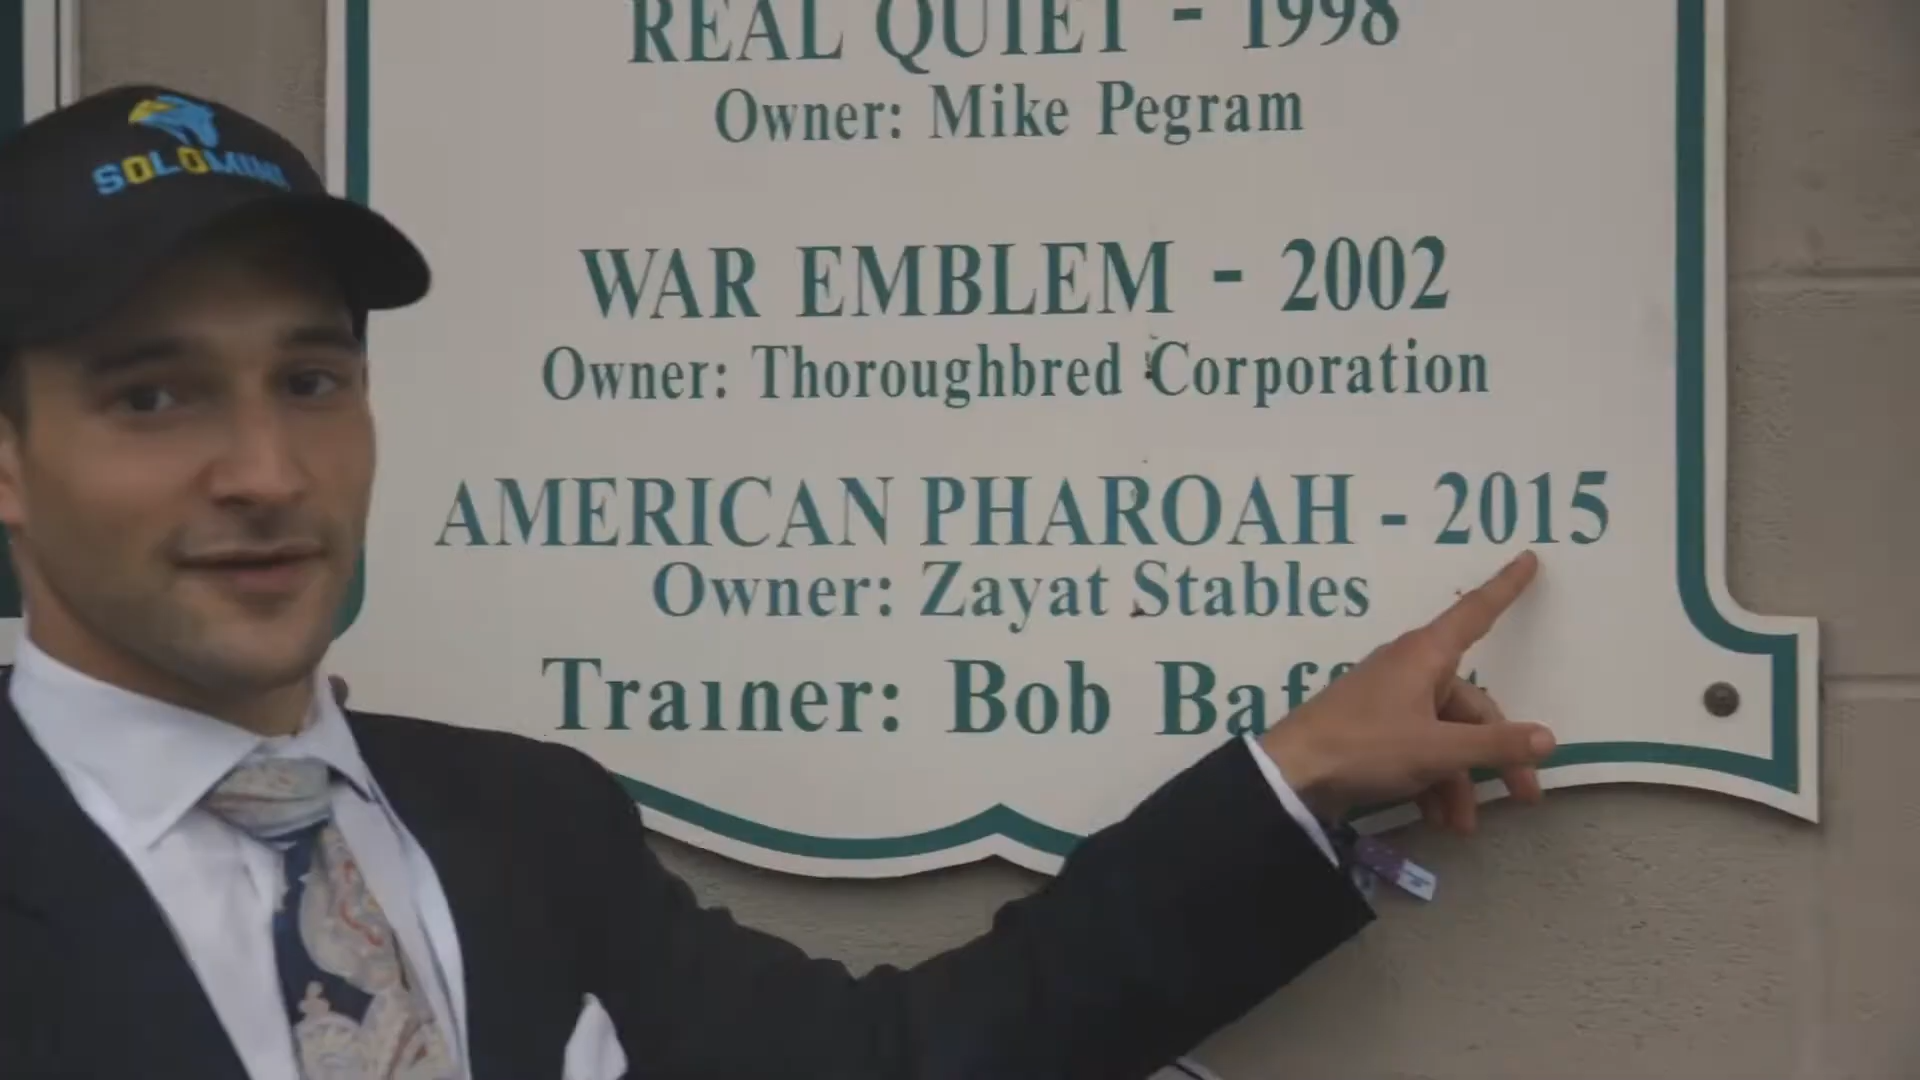 REAL QUIET - 1998
Owner: Mike Pegram
WAR EMBLEM - 2002
Owner: Thoroughbred Corporation
AMERICAN PHAROAH - 2015
Owner: Zayat Stables
Trainer: Bob
SOLOMINI